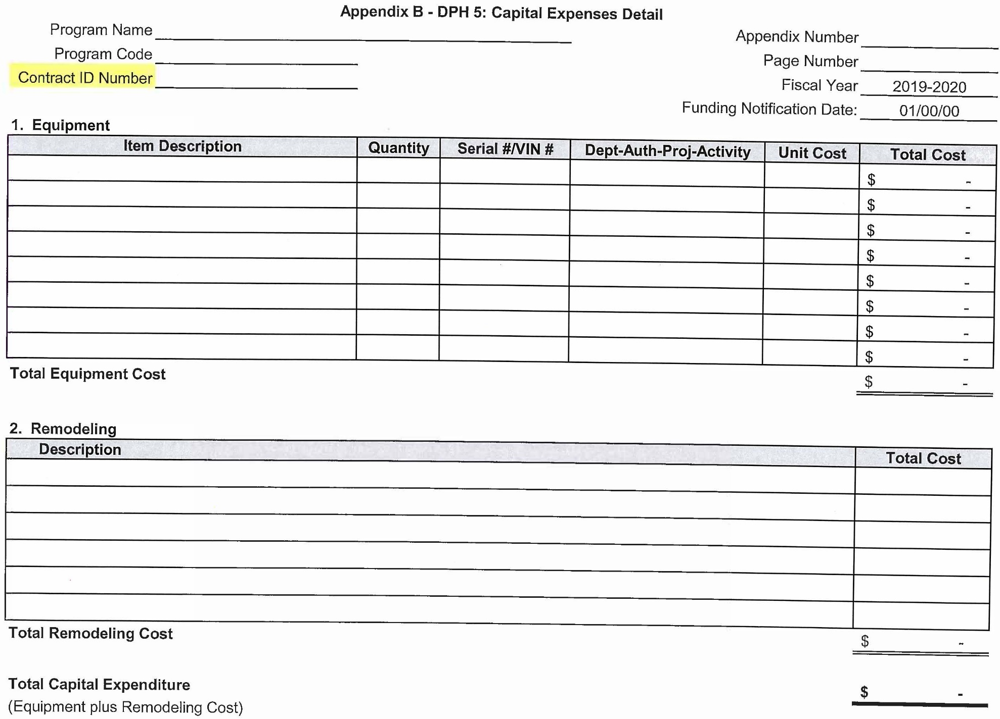 Appendix B - DPH 5: Capital Expenses Detail
Program Name
Program Code
Contract ID Number
Appendix Number
Page Number
Fiscal Year 2019-2020
Funding Notification Date: 01/00/00
1. Equipment
Item Description Quantity Serial #/VIN # Dept-Auth-Proj-Activity Unit Cost Total Cost
$ -
$ -
$ -
$ -
$ -
$ -
$ -
$ -
Total Equipment Cost $ -
2. Remodeling
Description Total Cost
Total Remodeling Cost $ -
Total Capital Expenditure $ -
(Equipment plus Remodeling Cost)